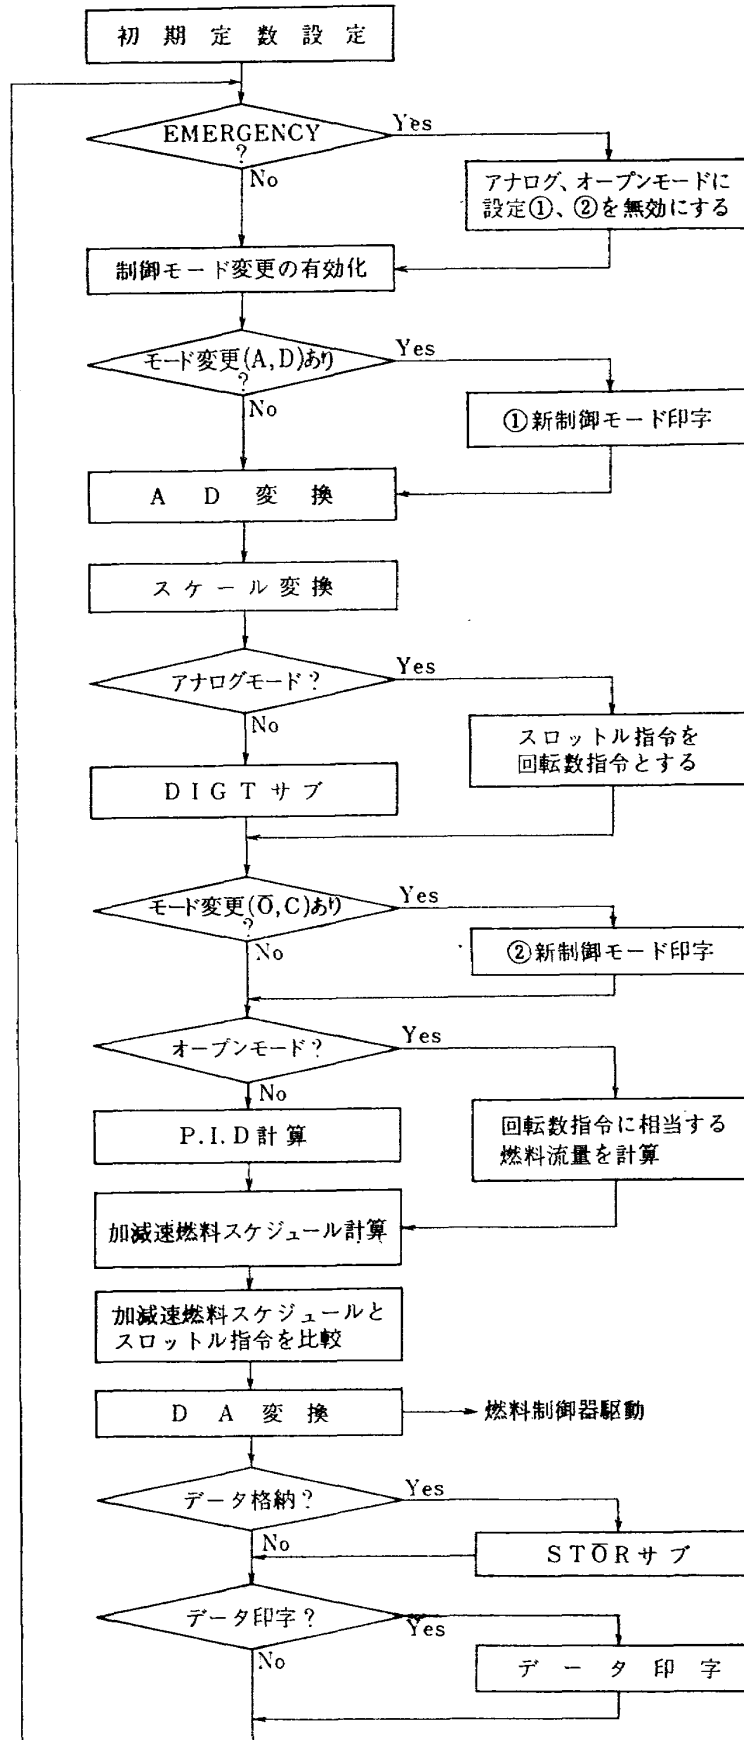 初期定数設定
EMERGENCY
?
Yes
No
アナログ、オープンモードに
設定①、②を無効にする
制御モード変更の有効化
モード変更(A,D)あり
?
Yes
No
①新制御モード印字
AD変換
スケール変換
アナログモード?
Yes
No
スロットル指令を
回転数指令とする
DIGTサブ
モード変更(O̅,C)あり
?
Yes
No
②新制御モード印字
オープンモード?
Yes
No
P.I.D計算
回転数指令に相当する
燃料流量を計算
加減速燃料スケジュール計算
加減速燃料スケジュールと
スロットル指令を比較
DA変換
燃料制御器駆動
データ格納?
Yes
No
STO̅Rサブ
データ印字?
Yes
No
データ印字